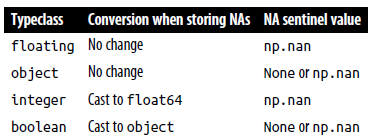 Typeclass Conversion when storing NAs NA sentinel value
floating No change np.nan
object No change None or np.nan
integer Cast to float64 np.nan
boolean Cast to object None or np.nan